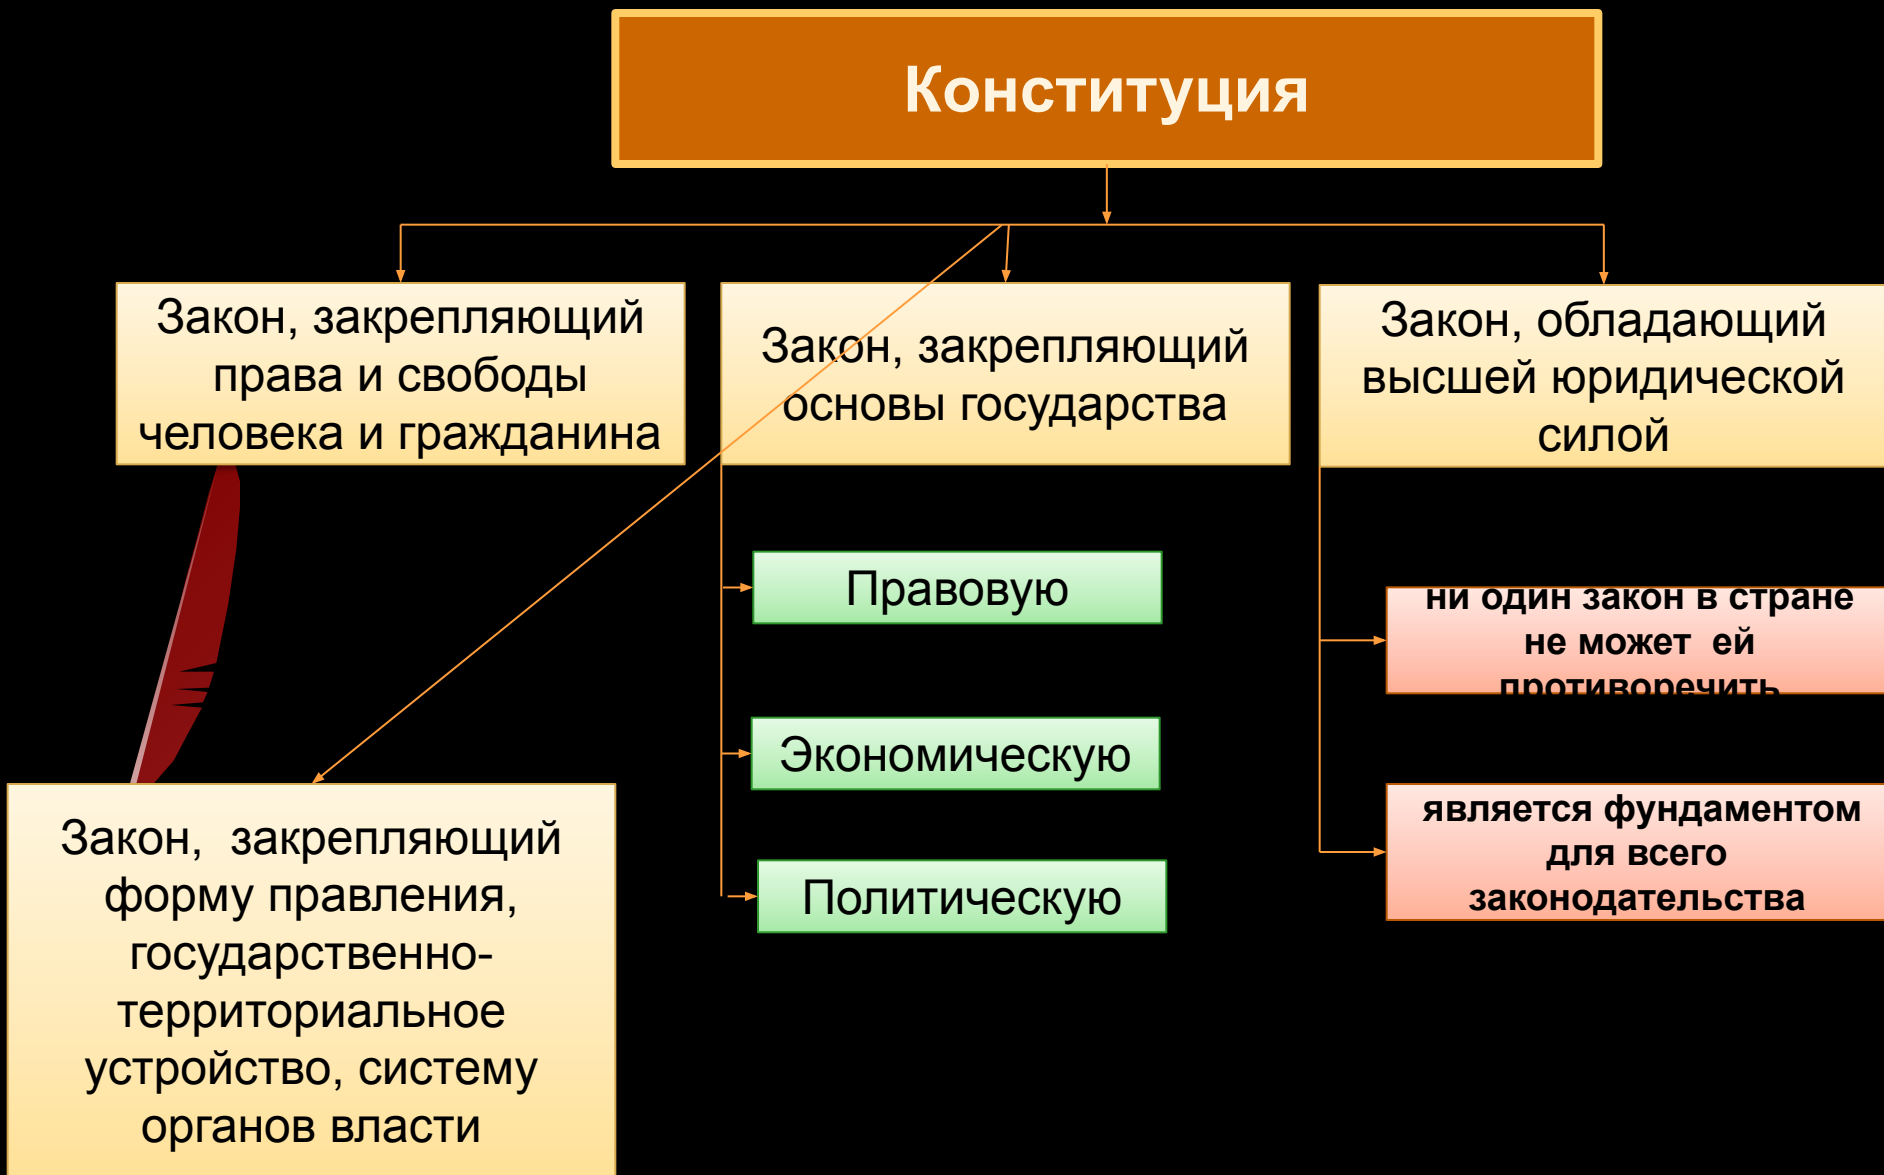 Конституция
Закон, закрепляющий
права и свободы
человека и гражданина
Закон, закрепляющий
основы государства
Закон, обладающий
высшей юридической
силой
Правовую
Экономическую
Политическую
ни один закон в стране
не может  ей
противоречить
является фундаментом
для всего
законодательства
Закон,  закрепляющий
форму правления,
государственно-
территориальное
устройство, систему
органов власти